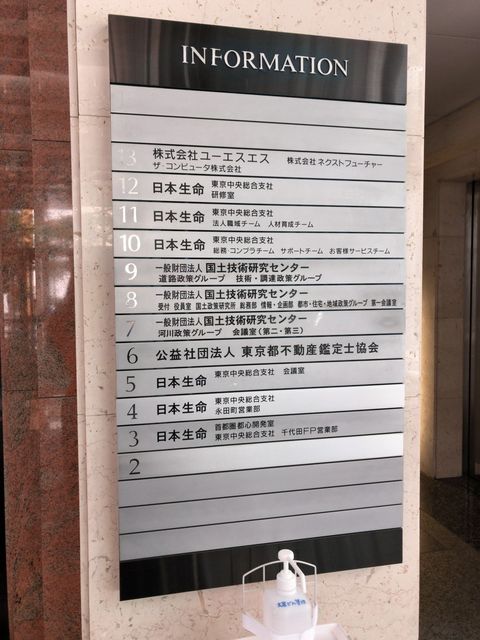 INFORMATION
13 株式会社ユーエスエス 株式会社ネクストフューチャー
ザ・コンピュータ株式会社
12 日本生命 東京中央総合支社
研修室
11 日本生命 東京中央総合支社
法人職域チーム 人材育成チーム
10 日本生命 東京中央総合支社
総務・コンプラチーム サポートチーム お客様サービスチーム
9 一般財団法人 国土技術研究センター
道路政策グループ 技術・調達政策グループ
8 一般財団法人 国土技術研究センター
受付 役員室 国土政策研究所 総務部 情報・企画部 都市・住宅・地域政策グループ 第一会議室
7 一般財団法人 国土技術研究センター
河川政策グループ 会議室（第二・第三）
6 公益社団法人 東京都不動産鑑定士協会
5 日本生命 東京中央総合支社 会議室
4 日本生命 東京中央総合支社
永田町営業部
3 日本生命 首都圏都心開発室
東京中央総合支社 千代田FP営業部
2